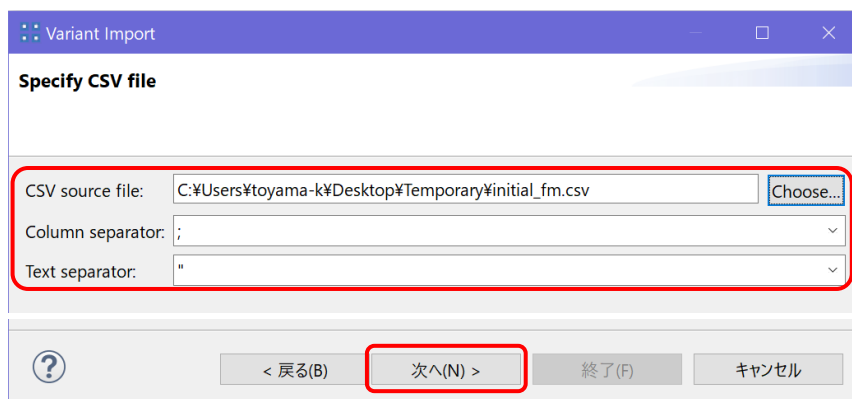 Variant Import
Specify CSV file
CSV source file: C:¥Users¥toyama-k¥Desktop¥Temporary¥initial_fm.csv Choose...
Column separator: ;
Text separator: "
? < 戻る(B) 次へ(N) > 終了(F) キャンセル